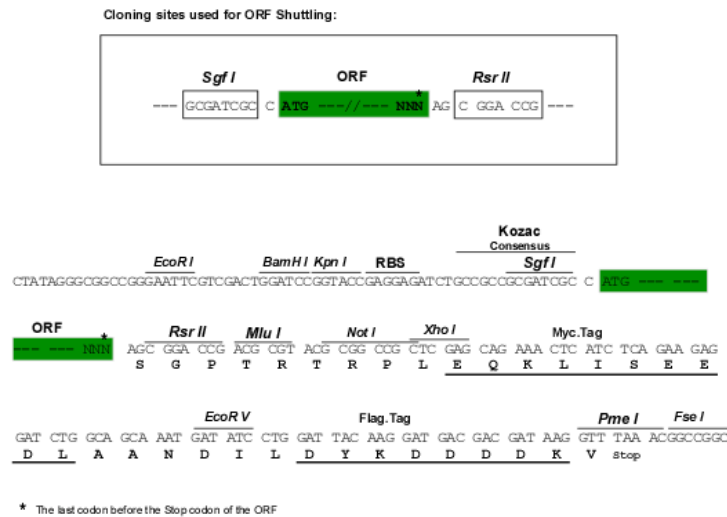 Cloning sites used for ORF Shuttling:
Sgf I ORF Rsr II
--- GCGATCGC C ATG ---//--- NNN* AG C GGA CCG ---
Kozac
Consensus
EcoR I BamH I Kpn I RBS Sgf I
CTATAGGGCGGCCGGGAATTCGTCGACTGGATCCGGTACCGAGGAGATCTGCCGCCGCGATCGC C ATG --- ---
ORF
Rsr II Mlu I Not I Xho I Myc.Tag
--- --- NNN* AGC GGA CCG ACG CGT ACG CGG CCG CTC GAG CAG AAA CTC ATC TCA GAA GAG
S G P T R T R P L E Q K L I S E E
EcoR V Flag.Tag Pme I Fse I
GAT CTG GCA GCA AAT GAT ATC CTG GAT TAC AAG GAT GAC GAC GAT AAG GTT TAA ACGGCCGGC
D L A A N D I L D Y K D D D D K V Stop
* The last codon before the Stop codon of the ORF